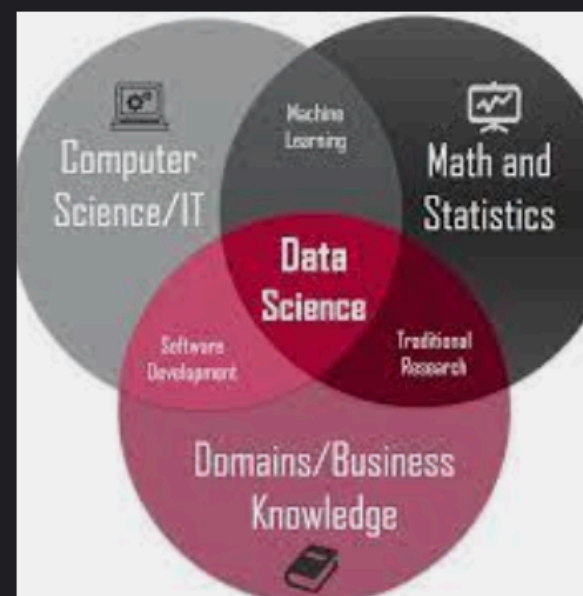 Machine
Learning
Computer
Science/IT
Math and
Statistics
Data
Science
Software
Development
Traditional
Research
Domains/Business
Knowledge